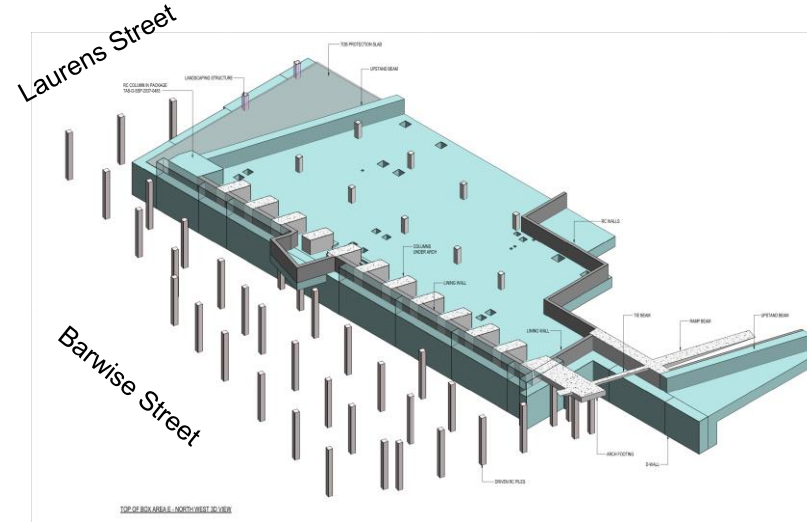 Laurens Street
TOB PROTECTION SLAB
UPSTAND BEAM
LANDSCAPING STRUCTURE
RC COLUMN IN PACKAGE
RC WALLS
COLUMNS
UNDER ARCH
LINING WALL
TIE BEAM
RAMP BEAM
UPSTAND BEAM
LINING WALL
Barwise Street
ARCH FOOTING
D-WALL
DRIVEN RC PILES
TOP OF BOX AREA E - NORTH WEST 3D VIEW